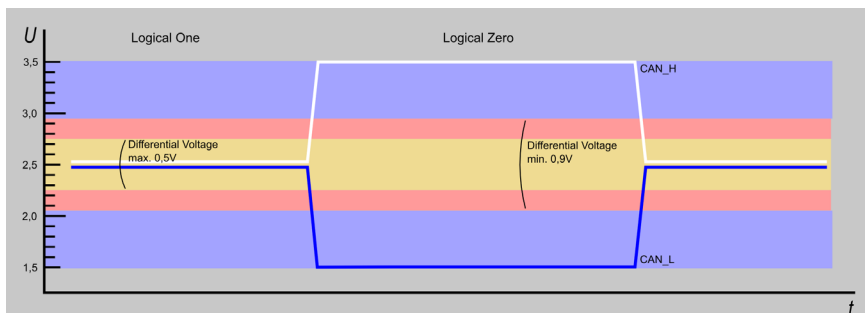 U
Logical One
Logical Zero
3,5
CAN_H
3,0
Differential Voltage
max. 0,5V
Differential Voltage
min. 0,9V
2,5
2,0
CAN_L
1,5
t